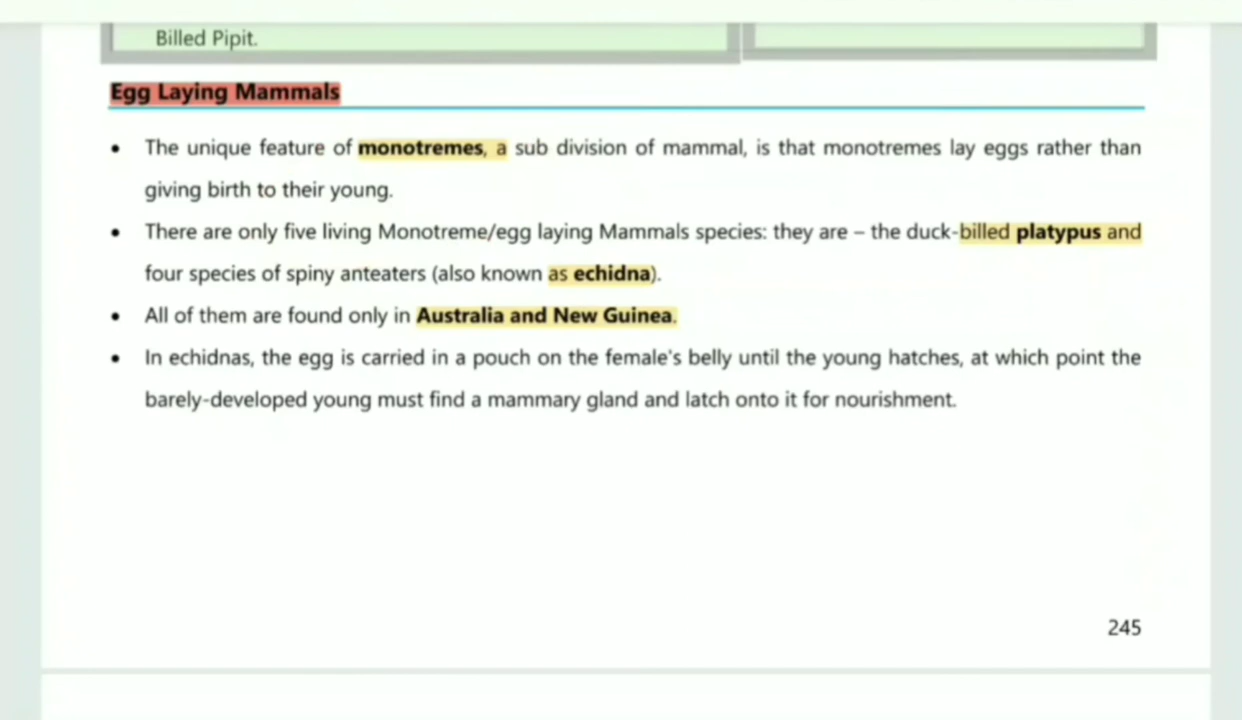 Billed Pipit.
Egg Laying Mammals
• The unique feature of monotremes, a sub division of mammal, is that monotremes lay eggs rather than
giving birth to their young.
• There are only five living Monotreme/egg laying Mammals species: they are – the duck-billed platypus and
four species of spiny anteaters (also known as echidna).
• All of them are found only in Australia and New Guinea.
• In echidnas, the egg is carried in a pouch on the female's belly until the young hatches, at which point the
barely-developed young must find a mammary gland and latch onto it for nourishment.
245